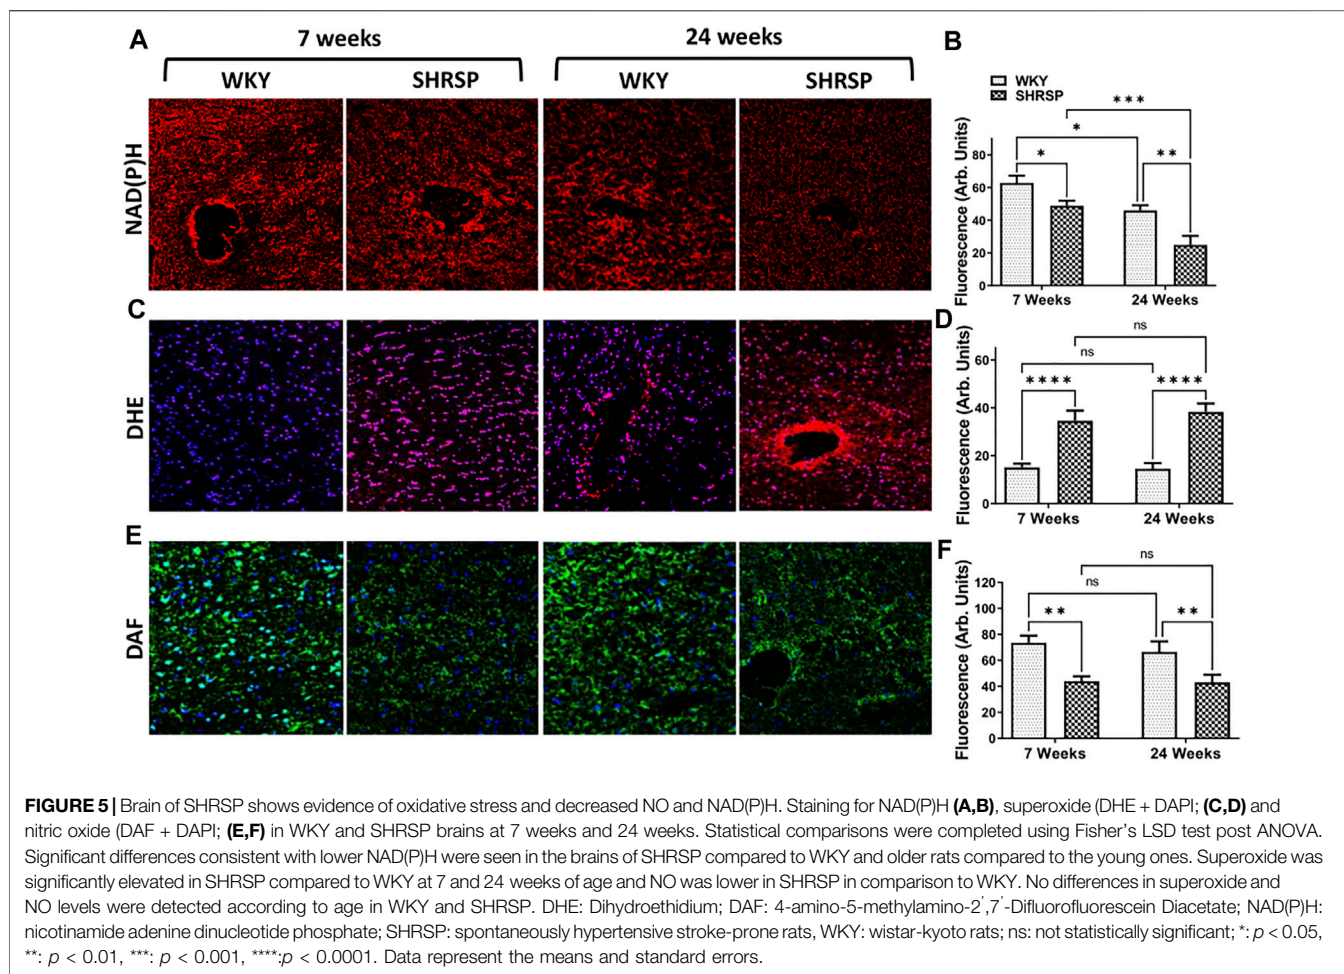 A
7 weeks
24 weeks
WKY
SHRSP
WKY
SHRSP
NAD(P)H
B
WKY
SHRSP
Fluorescence (Arb. Units)
80
60
40
20
0
*
*
***
**
7 Weeks
24 Weeks
C
DHE
D
Fluorescence (Arb. Units)
60
40
20
0
ns
ns
****
****
7 Weeks
24 Weeks
E
DAF
F
Fluorescence (Arb. Units)
120
100
80
60
40
20
0
ns
ns
**
**
7 Weeks
24 Weeks
FIGURE 5 | Brain of SHRSP shows evidence of oxidative stress and decreased NO and NAD(P)H. Staining for NAD(P)H (A,B), superoxide (DHE + DAPI; (C,D) and
nitric oxide (DAF + DAPI; (E,F) in WKY and SHRSP brains at 7 weeks and 24 weeks. Statistical comparisons were completed using Fisher's LSD test post ANOVA.
Significant differences consistent with lower NAD(P)H were seen in the brains of SHRSP compared to WKY and older rats compared to the young ones. Superoxide was
significantly elevated in SHRSP compared to WKY at 7 and 24 weeks of age and NO was lower in SHRSP in comparison to WKY. No differences in superoxide and
NO levels were detected according to age in WKY and SHRSP. DHE: Dihydroethidium; DAF: 4-amino-5-methylamino-2',7'-Difluorofluorescein Diacetate; NAD(P)H:
nicotinamide adenine dinucleotide phosphate; SHRSP: spontaneously hypertensive stroke-prone rats, WKY: wistar-kyoto rats; ns: not statistically significant; *: p < 0.05,
**: p < 0.01, ***: p < 0.001, ****:p < 0.0001. Data represent the means and standard errors.